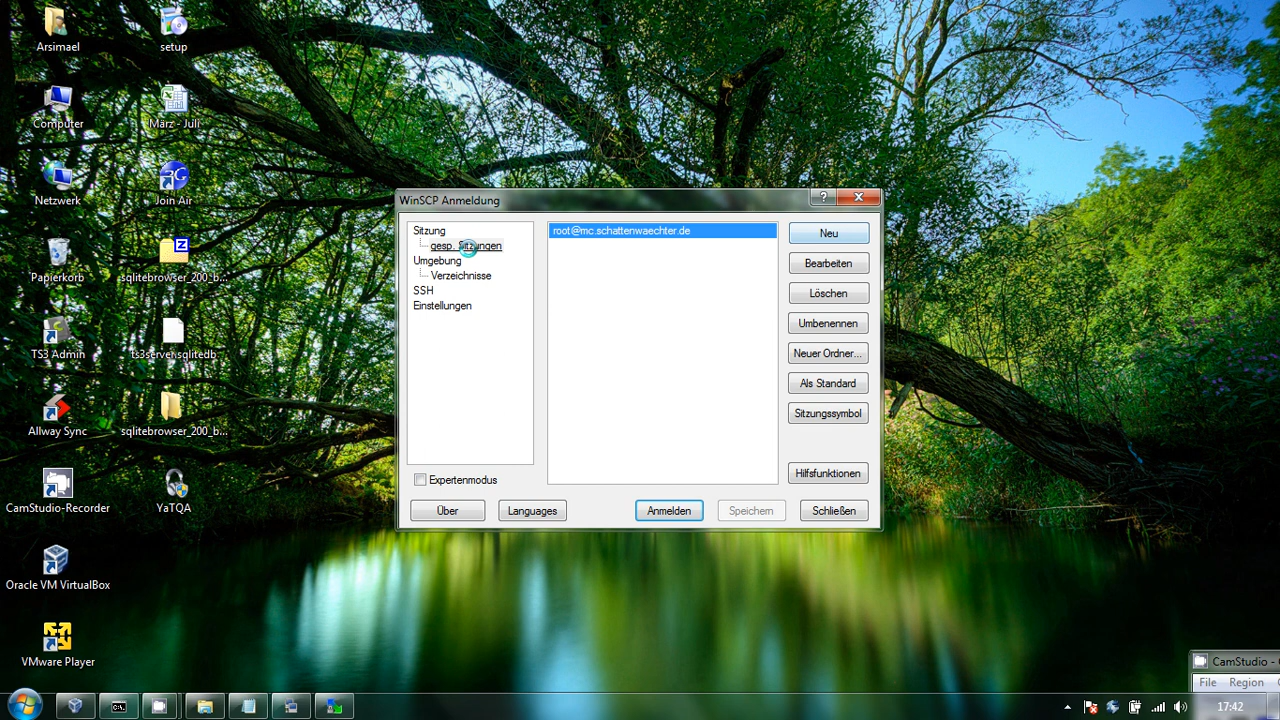 Arsimael
setup
Computer
März - Juli
Netzwerk
Join Air
Papierkorb
sqlitebrowser_200_b...
TS3 Admin
ts3server.sqlitedb
Allway Sync
sqlitebrowser_200_b...
CamStudio-Recorder
YaTQA
Oracle VM VirtualBox
VMware Player
WinSCP Anmeldung
Sitzung
gesp. Sitzungen
Umgebung
Verzeichnisse
SSH
Einstellungen
root@mc.schattenwaechter.de
Neu
Bearbeiten
Löschen
Umbenennen
Neuer Ordner...
Als Standard
Sitzungssymbol
Hilfsfunktionen
Expertenmodus
Über
Languages
Anmelden
Speichern
Schließen
CamStudio -
File Region
17:42